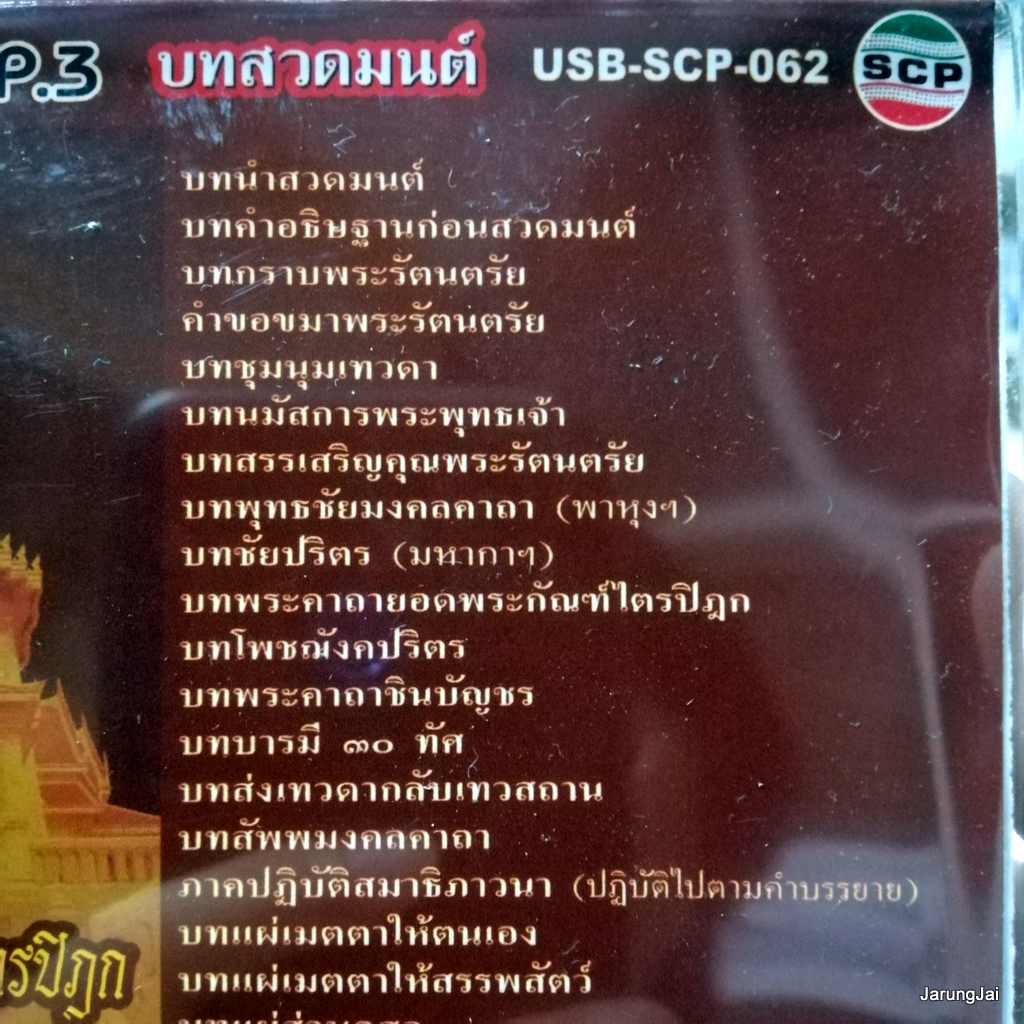 P.3 บทสวดมนต์ USB-SCP-062 SCP
บทนำสวดมนต์
บทคำอธิษฐานก่อนสวดมนต์
บทกราบพระรัตนตรัย
คำขอขมาพระรัตนตรัย
บทชุมนุมเทวดา
บทนมัสการพระพุทธเจ้า
บทสรรเสริญคุณพระรัตนตรัย
บทพุทธชัยมงคลคาถา (พาหุงฯ)
บทชัยปริตร (มหากาฯ)
บทพระคาถายอดพระกัณฑ์ไตรปิฎก
บทโพชฌังคปริตร
บทพระคาถาชินบัญชร
บทบารมี ๓๐ ทัศ
บทส่งเทวดากลับเทวสถาน
บทสัพพมงคลคาถา
ภาคปฏิบัติสมาธิภาวนา (ปฏิบัติไปตามคำบรรยาย)
บทแผ่เมตตาให้ตนเอง
บทแผ่เมตตาให้สรรพสัตว์
รปิฎก
JarungJai